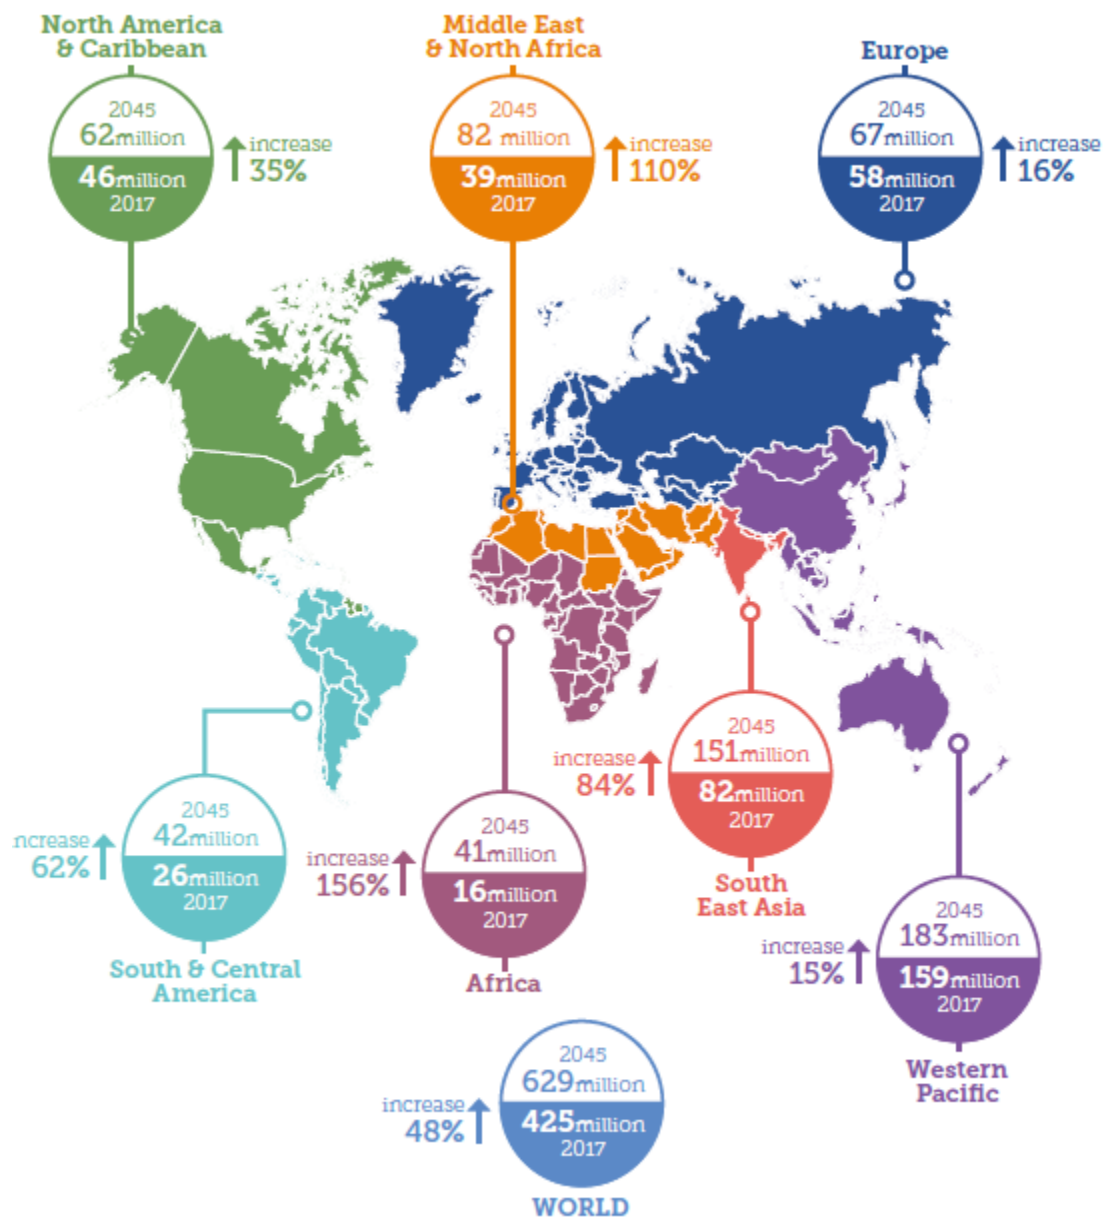 North America
& Caribbean
2045
62million
46million
2017
increase
35%
Middle East
& North Africa
2045
82 million
39million
2017
increase
110%
Europe
2045
67million
58million
2017
increase
16%
2045
42million
26million
2017
ncrease
62%
South & Central
America
2045
41million
16million
2017
increase
156%
Africa
2045
151million
82million
2017
increase
84%
South
East Asia
2045
183million
159million
2017
increase
15%
Western
Pacific
2045
629million
425million
2017
increase
48%
WORLD